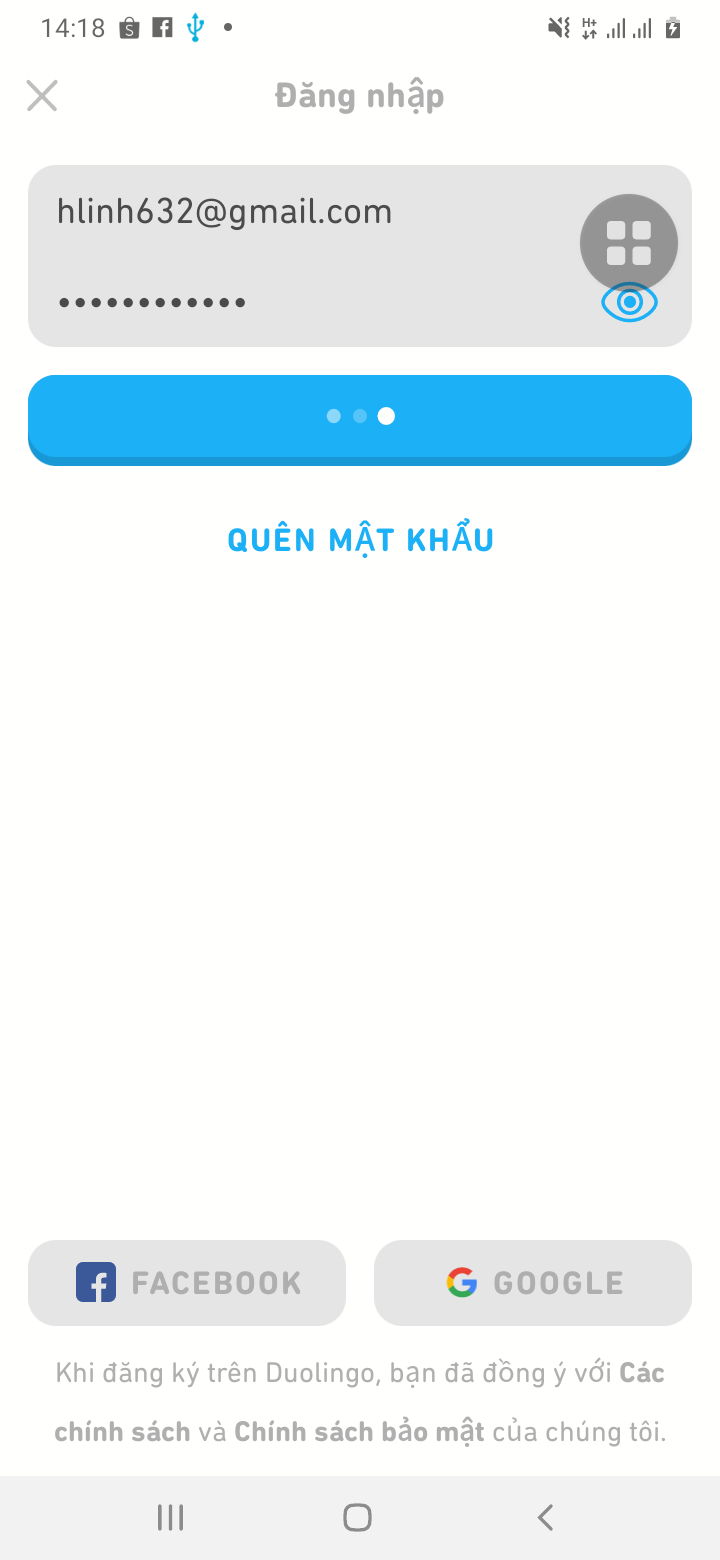 14:18
Đăng nhập
hlinh632@gmail.com
••••••••••••
QUÊN MẬT KHẨU
FACEBOOK
GOOGLE
Khi đăng ký trên Duolingo, bạn đã đồng ý với Các
chính sách và Chính sách bảo mật của chúng tôi.